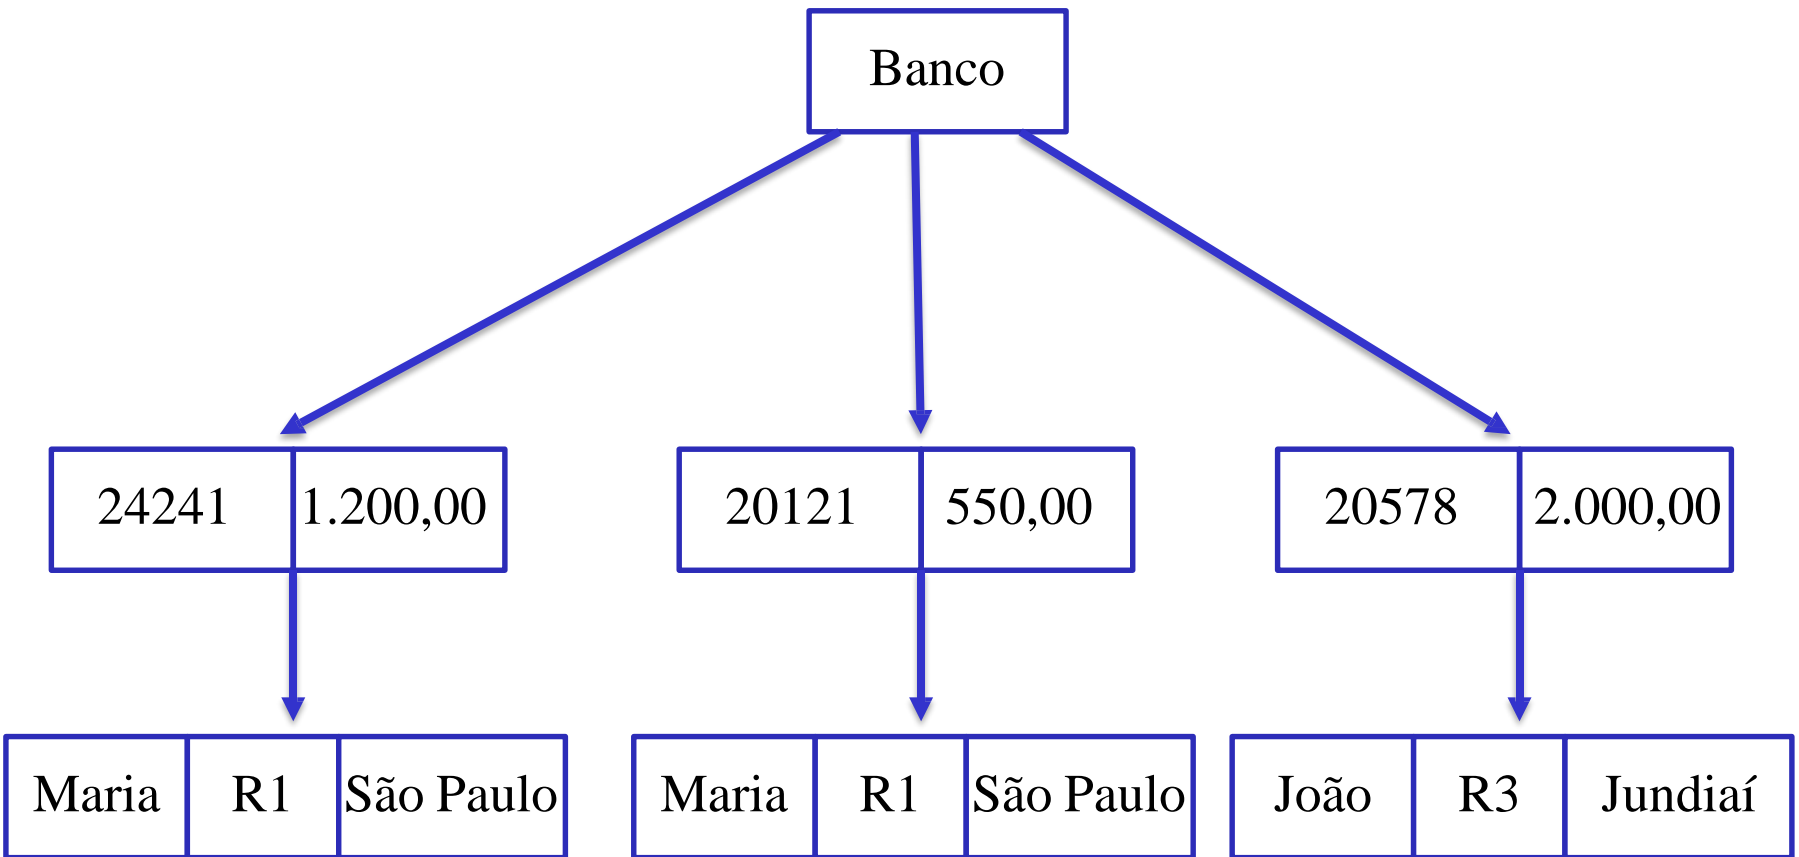 Banco
24241 1.200,00 20121 550,00 20578 2.000,00
Maria R1 São Paulo Maria R1 São Paulo João R3 Jundiaí